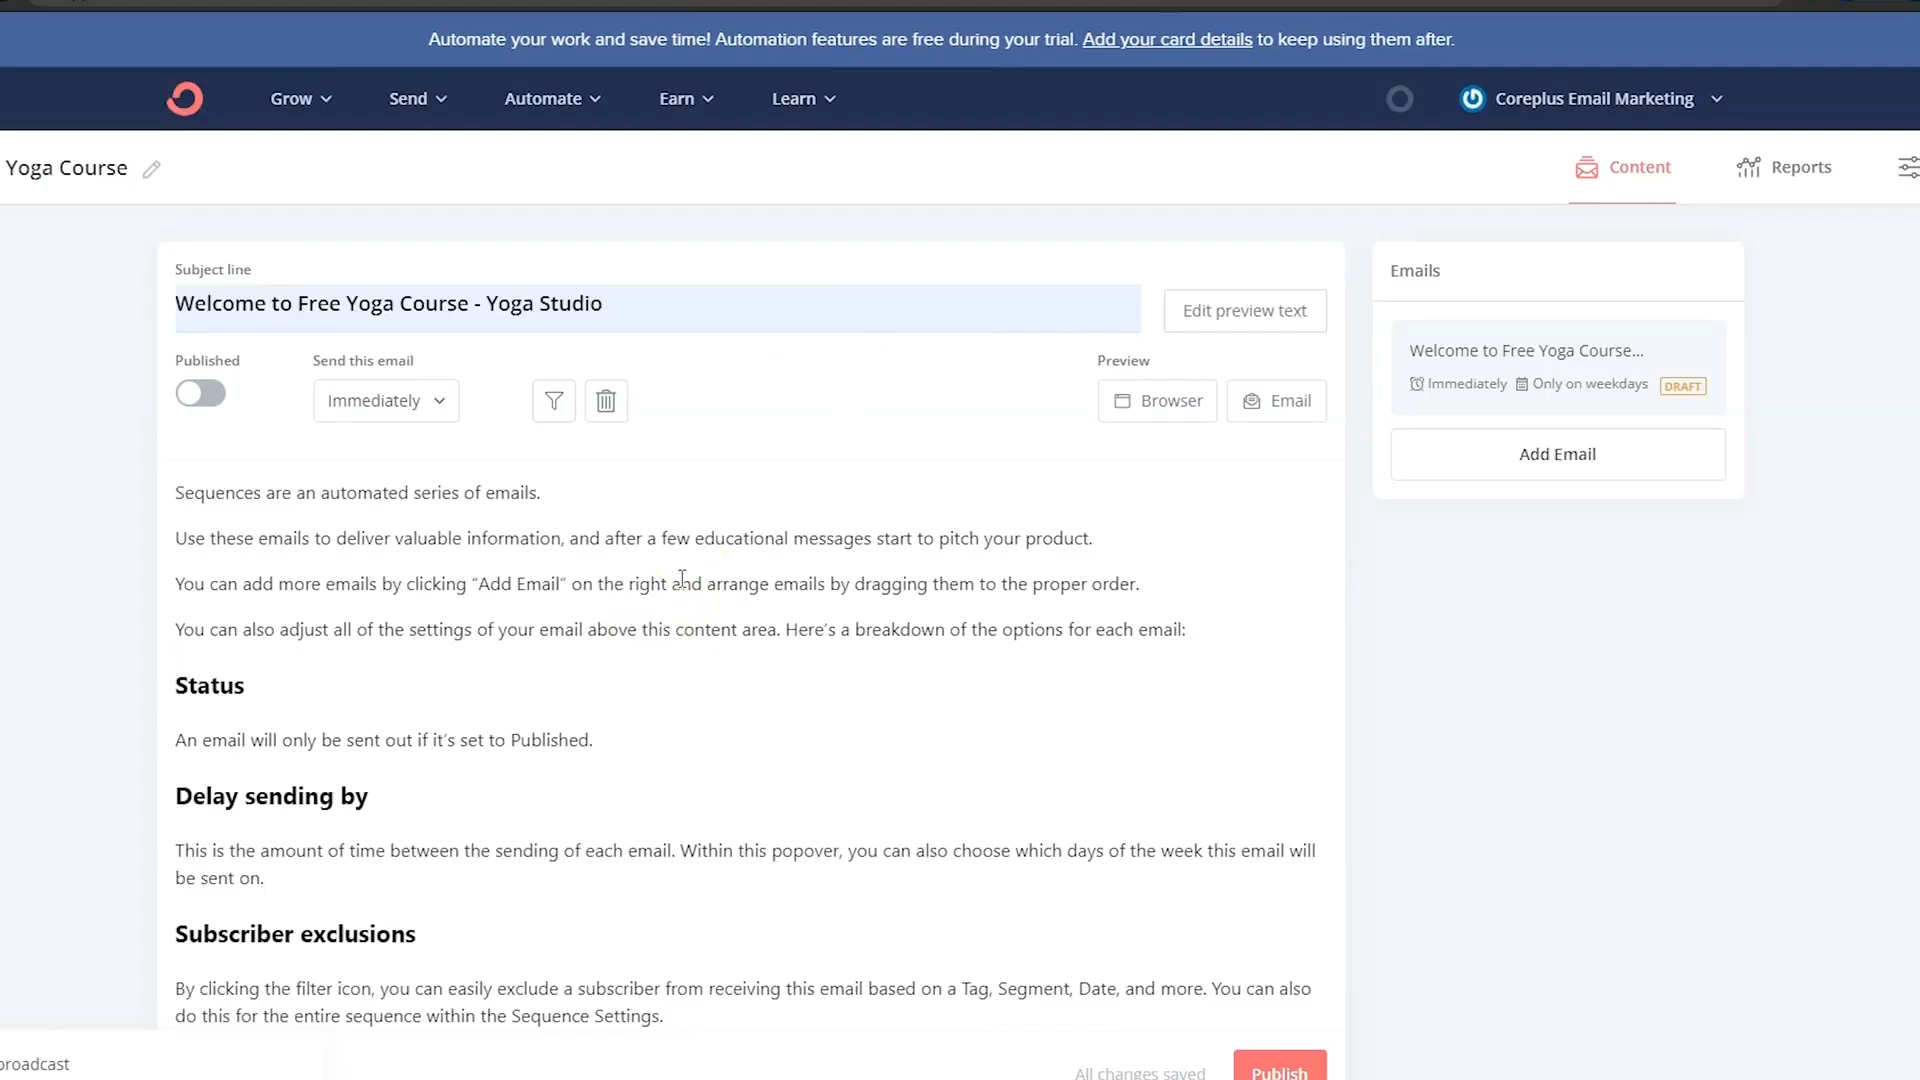 Automate your work and save time! Automation features are free during your trial. Add your card details to keep using them after.
Grow
Send
Automate
Earn
Learn
Coreplus Email Marketing
Yoga Course
Content
Reports
Subject line
Welcome to Free Yoga Course - Yoga Studio
Edit preview text
Published
Send this email
Immediately
Preview
Browser
Email
Emails
Welcome to Free Yoga Course...
Immediately Only on weekdays DRAFT
Add Email
Sequences are an automated series of emails.
Use these emails to deliver valuable information, and after a few educational messages start to pitch your product.
You can add more emails by clicking “Add Email” on the right and arrange emails by dragging them to the proper order.
You can also adjust all of the settings of your email above this content area. Here’s a breakdown of the options for each email:
Status
An email will only be sent out if it’s set to Published.
Delay sending by
This is the amount of time between the sending of each email. Within this popover, you can also choose which days of the week this email will
be sent on.
Subscriber exclusions
By clicking the filter icon, you can easily exclude a subscriber from receiving this email based on a Tag, Segment, Date, and more. You can also
do this for the entire sequence within the Sequence Settings.
broadcast
All changes saved
Publish